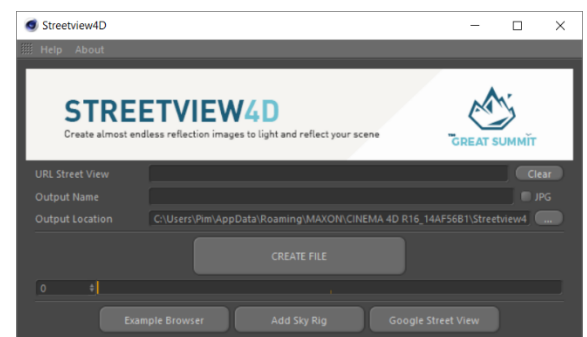 Streetview4D
Help About
STREETVIEW4D
Create almost endless reflection images to light and reflect your scene
GREAT SUMMIT
URL Street View
Clear
Output Name
JPG
Output Location
C:\Users\Pim\AppData\Roaming\MAXON\CINEMA 4D R16_14AF56B1\Streetview4
...
CREATE FILE
0
Example Browser
Add Sky Rig
Google Street View